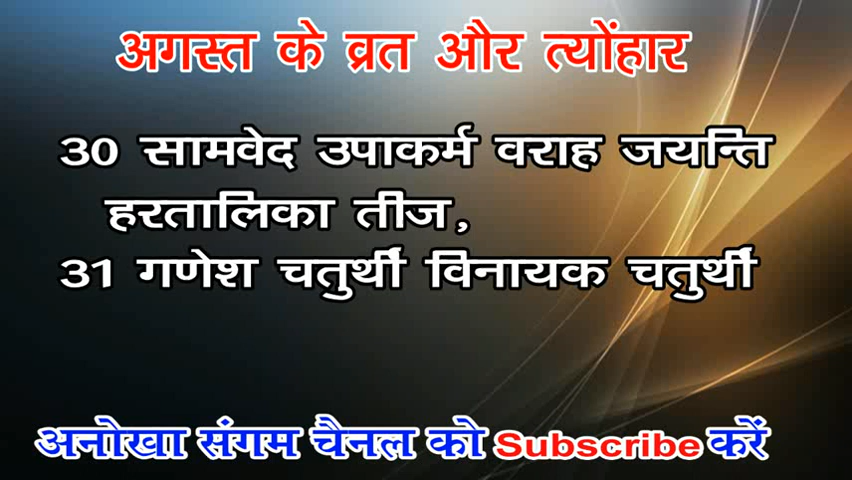 अगस्त के व्रत और त्योंहार
30 सामवेद उपाकर्म वराह जयन्ति
हरतालिका तीज,
31 गणेश चतुर्थी विनायक चतुर्थी
अनोखा संगम चैनल को Subscribe करें